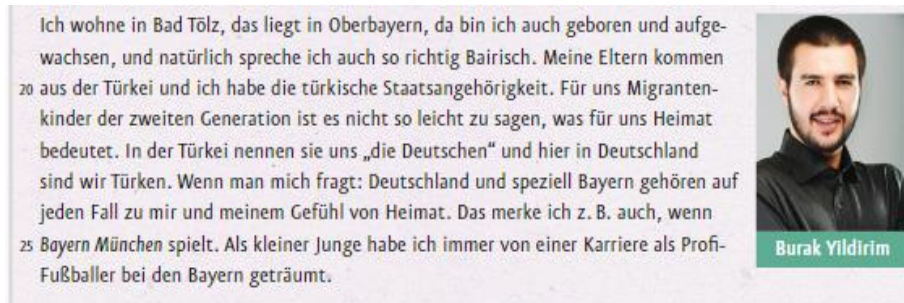 Ich wohne in Bad Tölz, das liegt in Oberbayern, da bin ich auch geboren und aufge-
wachsen, und natürlich spreche ich auch so richtig Bairisch. Meine Eltern kommen
20 aus der Türkei und ich habe die türkische Staatsangehörigkeit. Für uns Migranten-
kinder der zweiten Generation ist es nicht so leicht zu sagen, was für uns Heimat
bedeutet. In der Türkei nennen sie uns „die Deutschen“ und hier in Deutschland
sind wir Türken. Wenn man mich fragt: Deutschland und speziell Bayern gehören auf
jeden Fall zu mir und meinem Gefühl von Heimat. Das merke ich z. B. auch, wenn
25 Bayern München spielt. Als kleiner Junge habe ich immer von einer Karriere als Profi-
Fußballer bei den Bayern geträumt.
Burak Yildirim